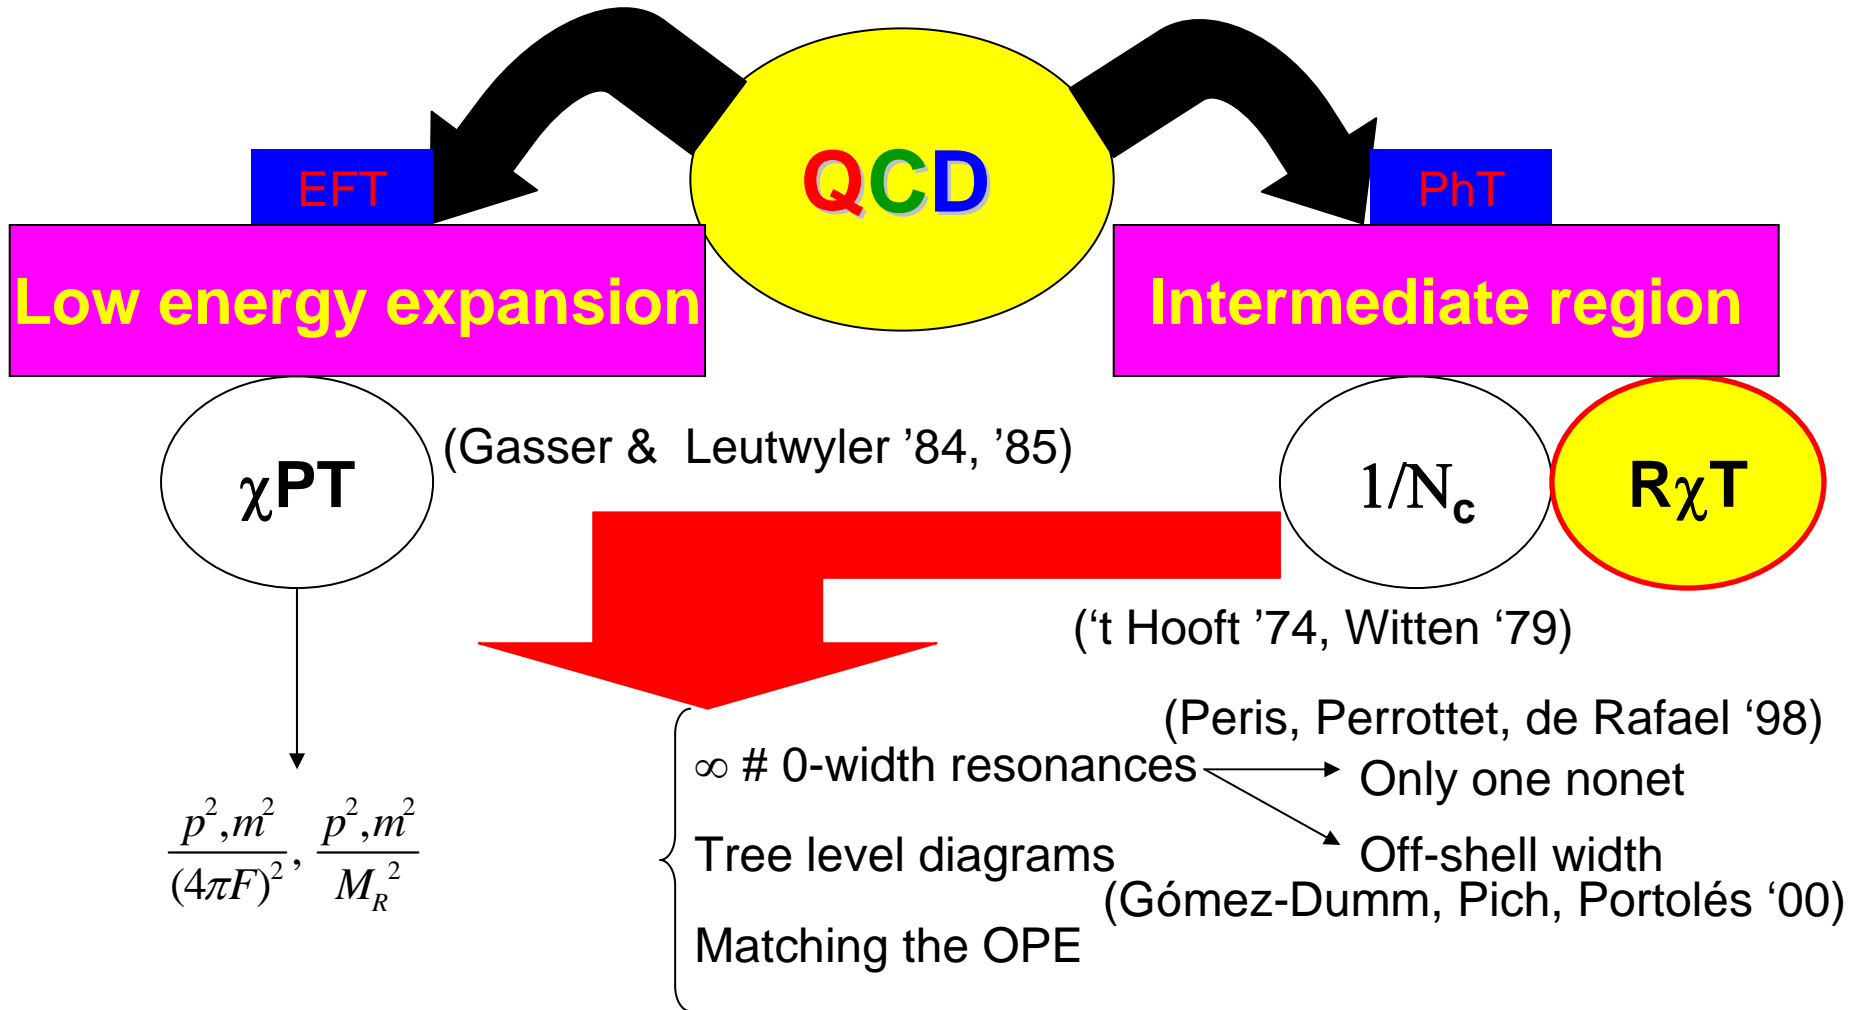 QCD
EFT
PhT
Low energy expansion
Intermediate region
(Gasser & Leutwyler ’84, ’85)
χPT
1/Nc
RχT
(‘t Hooft ’74, Witten ‘79)
(Peris, Perrottet, de Rafael ‘98)
∞ # 0-width resonances
Only one nonet
p²,m²/(4πF)², p²,m²/M_R²
Tree level diagrams
Off-shell width
(Gómez-Dumm, Pich, Portolés ‘00)
Matching the OPE